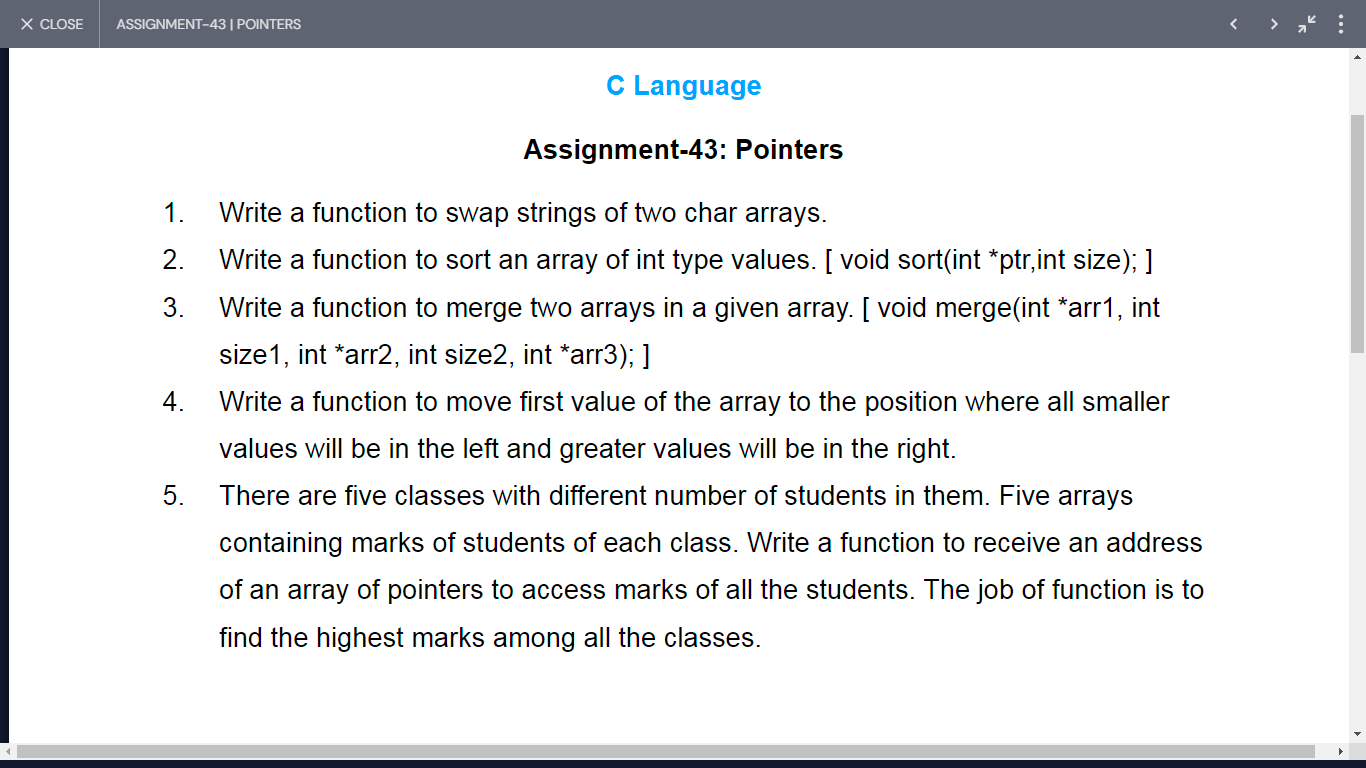 CLOSE
ASSIGNMENT-43 | POINTERS
C Language
Assignment-43: Pointers
1. Write a function to swap strings of two char arrays.
2. Write a function to sort an array of int type values. [ void sort(int *ptr,int size); ]
3. Write a function to merge two arrays in a given array. [ void merge(int *arr1, int
size1, int *arr2, int size2, int *arr3); ]
4. Write a function to move first value of the array to the position where all smaller
values will be in the left and greater values will be in the right.
5. There are five classes with different number of students in them. Five arrays
containing marks of students of each class. Write a function to receive an address
of an array of pointers to access marks of all the students. The job of function is to
find the highest marks among all the classes.